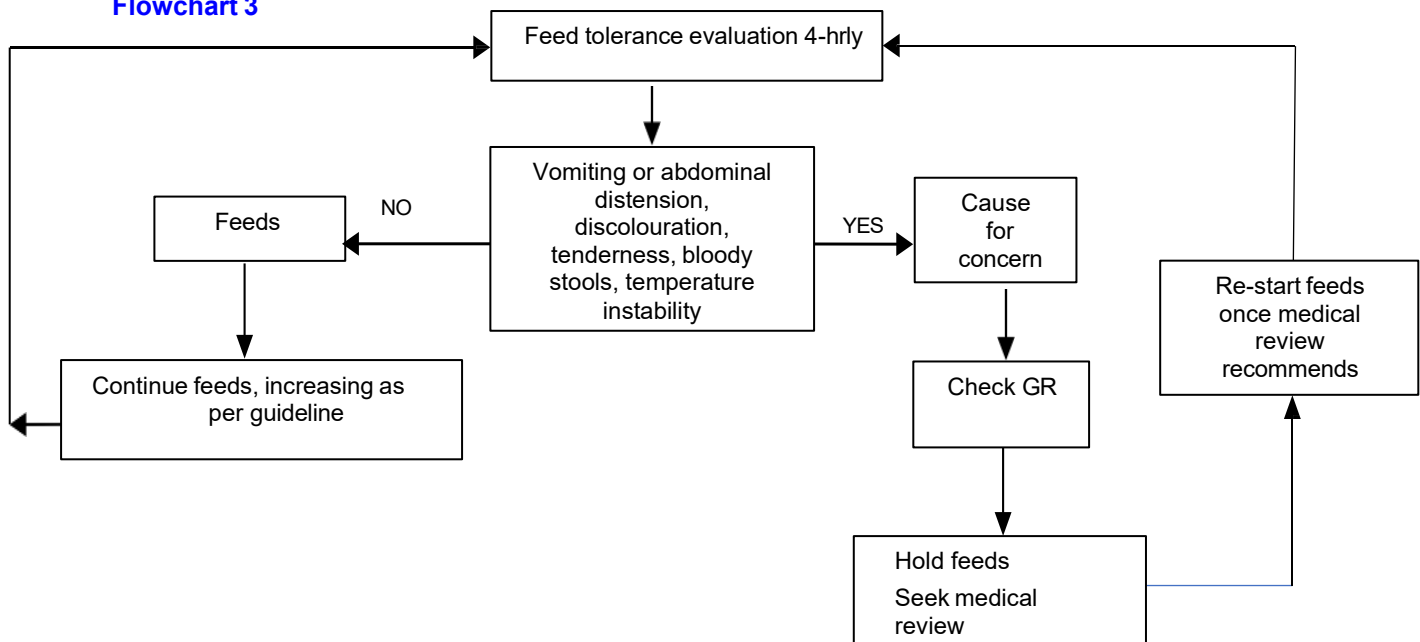 Flowchart 3
Feed tolerance evaluation 4-hrly
Vomiting or abdominal
distension,
discolouration,
tenderness, bloody
stools, temperature
instability
NO
Feeds
Continue feeds, increasing as
per guideline
YES
Cause
for
concern
Check GR
Hold feeds
Seek medical
review
Re-start feeds
once medical
review
recommends